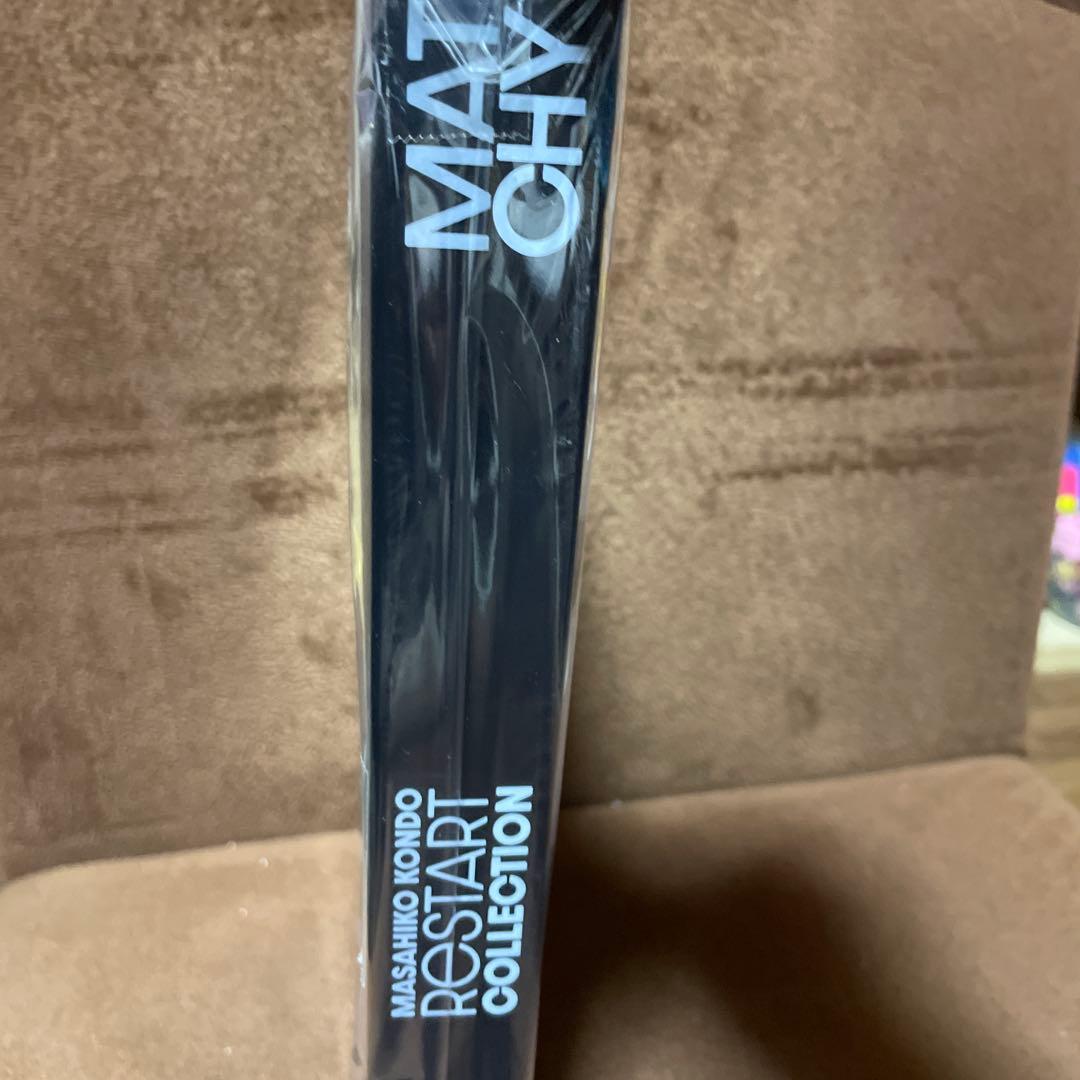 MAT
CHY
MASAHIKO KONDO
ReSTART
COLLECTION